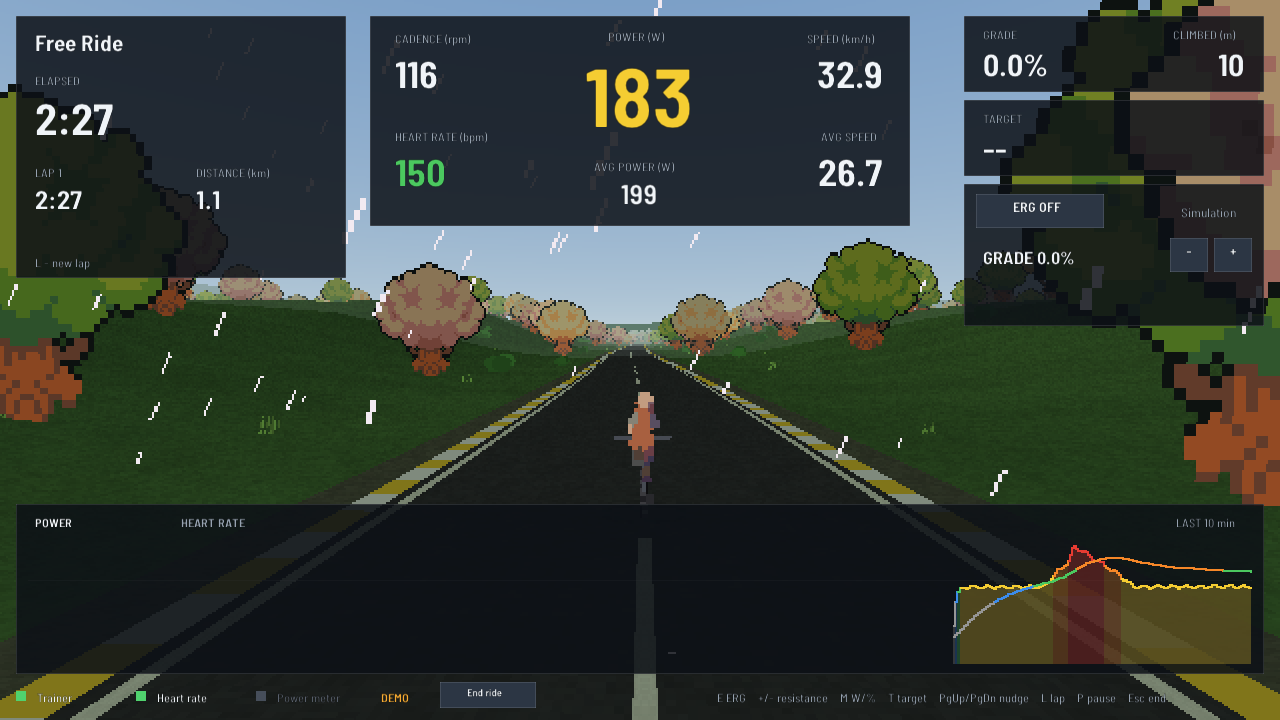 Free Ride
ELAPSED
2:27
LAP 1
DISTANCE (km)
2:27
1.1
L - new lap
CADENCE (rpm)
POWER (W)
SPEED (km/h)
116
183
32.9
HEART RATE (bpm)
AVG POWER (W)
AVG SPEED
150
199
26.7
GRADE
CLIMBED (m)
0.0%
10
TARGET
--
ERG OFF
Simulation
GRADE 0.0%
-
+
POWER
HEART RATE
LAST 10 min
Trainer
Heart rate
Power meter
DEMO
End ride
E ERG +/- resistance M W/% T target PgUp/PgDn nudge L lap P pause Esc end